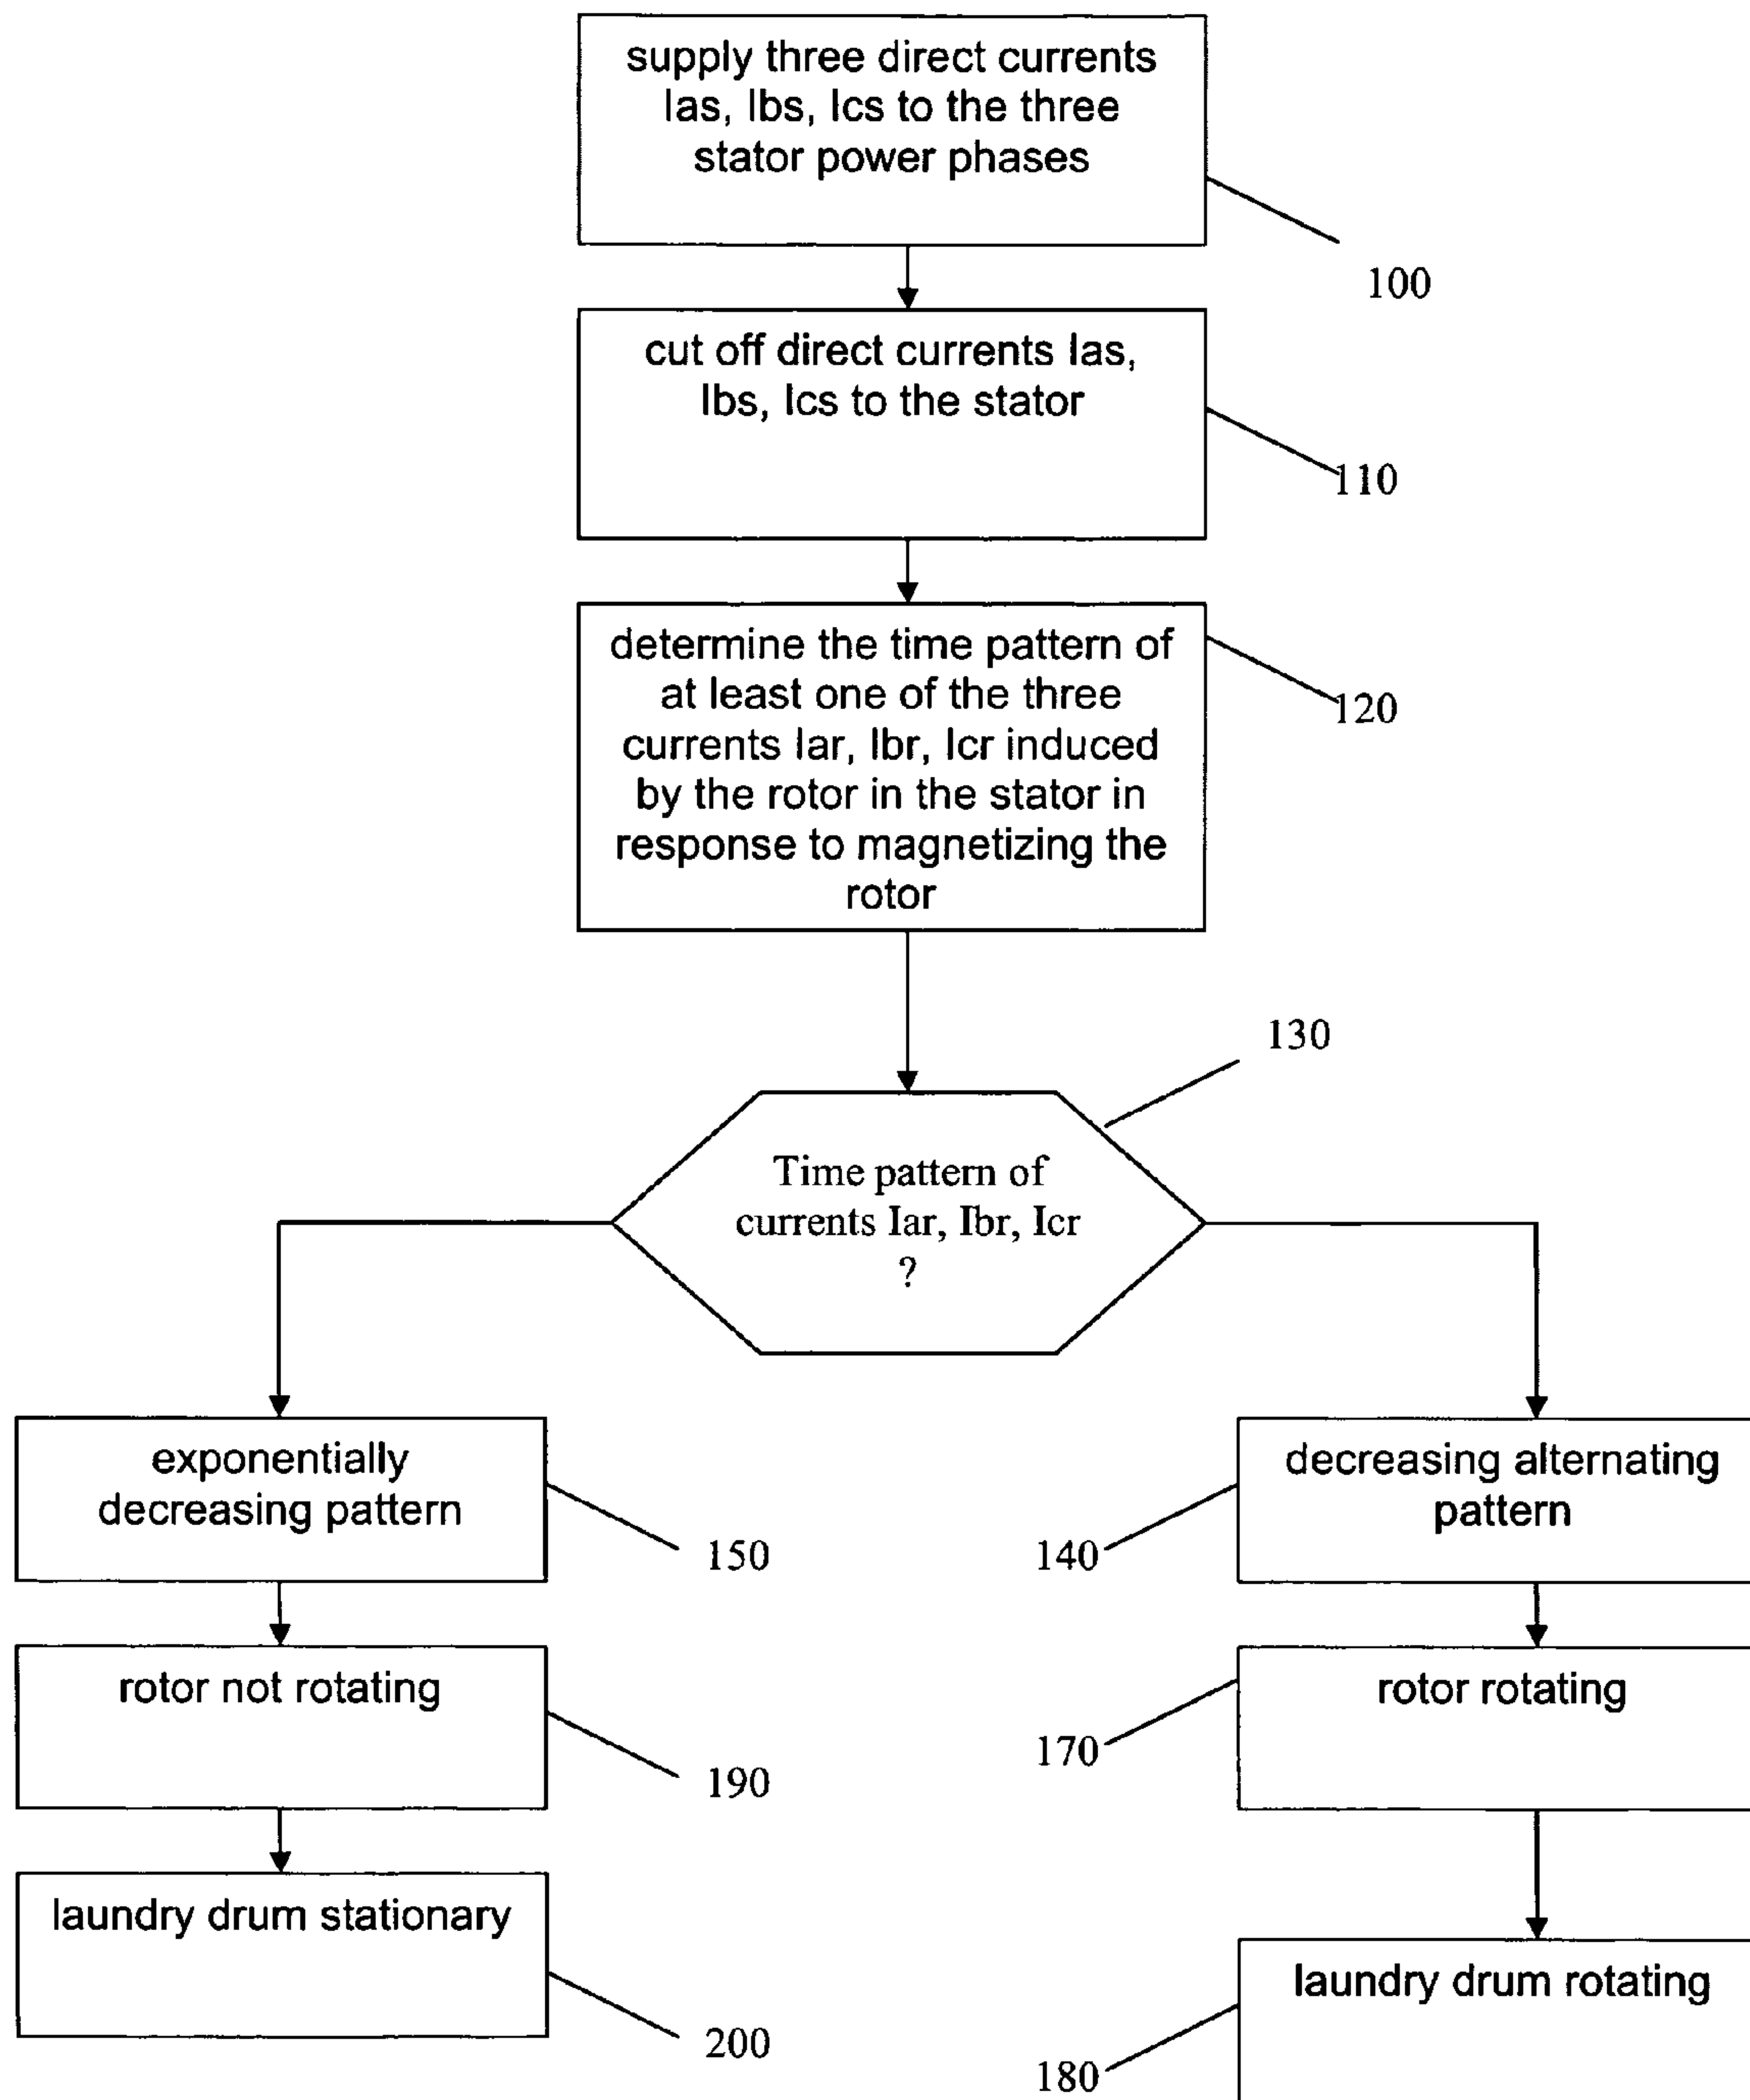 supply three direct currents
Ias, Ibs, Ics to the three
stator power phases
100
cut off direct currents Ias,
Ibs, Ics to the stator
110
determine the time pattern of
at least one of the three
currents Iar, Ibr, Icr induced
by the rotor in the stator in
response to magnetizing the
rotor
120
130
Time pattern of
currents Iar, Ibr, Icr
?
exponentially
decreasing pattern
150
decreasing alternating
pattern
140
rotor not rotating
190
rotor rotating
170
laundry drum stationary
200
laundry drum rotating
180